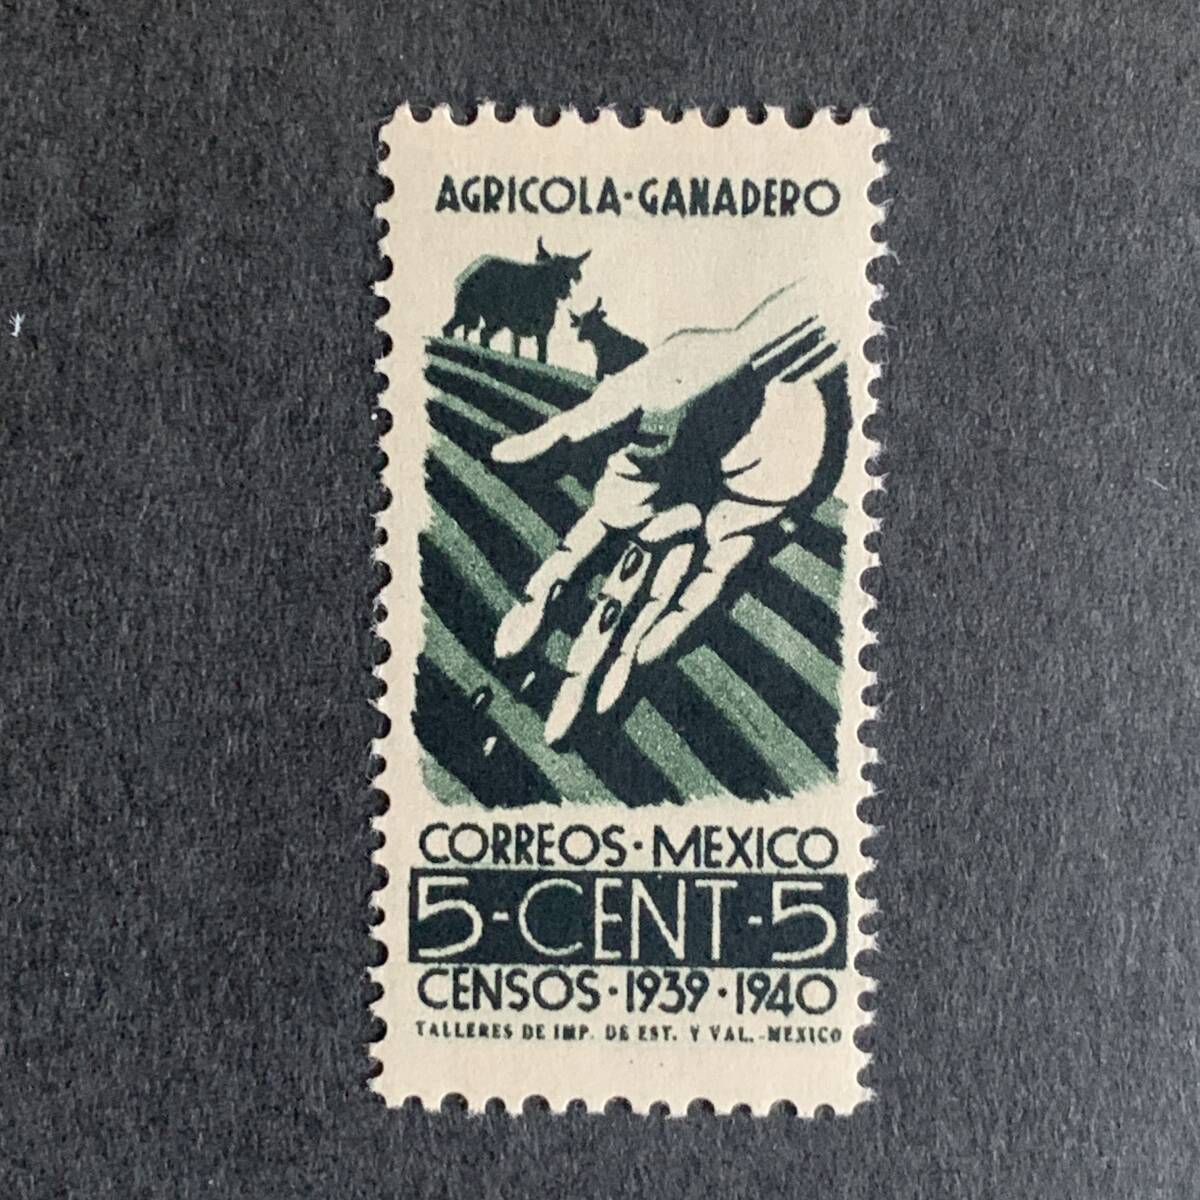 AGRICOLA·GANADERO
CORREOS·MEXICO
5-CENT-5
CENSOS·1939·1940
TALLERES DE IMP. DE EST. Y VAL.-MEXICO